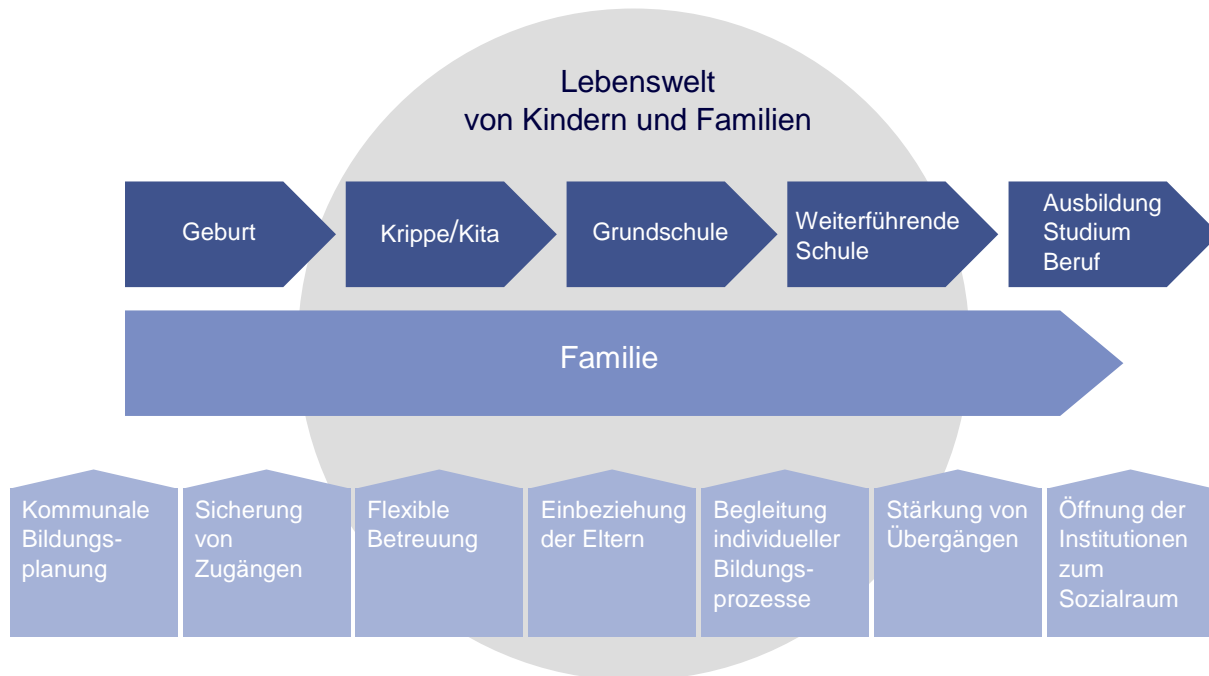 Lebenswelt
von Kindern und Familien
Geburt
Krippe/Kita
Grundschule
Weiterführende
Schule
Ausbildung
Studium
Beruf
Familie
Kommunale
Bildungs-
planung
Sicherung
von
Zugängen
Flexible
Betreuung
Einbeziehung
der Eltern
Begleitung
individueller
Bildungs-
prozesse
Stärkung von
Übergängen
Öffnung der
Institutionen
zum
Sozialraum